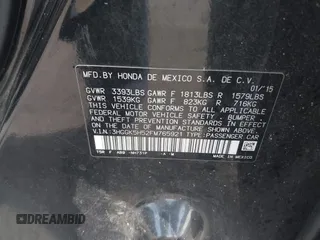 MFD.BY HONDA DE MEXICO S.A. DE C.V.
01/15
GVWR 3393LBS GAWR F 1813LBS R 1579LBS
GVWR 1539KG GAWR F 823KG R 716KG
THIS VEHICLE CONFORMS TO ALL APPLICABLE FEDERAL MOTOR VEHICLE SAFETY, BUMPER, AND THEFT PREVENTION STANDARDS IN EFFECT ON THE DATE OF MANUFACTURE SHOWN ABOVE.
V.I.N: 3HGGK5H52FM765921 TYPE: PASSENGER CAR
MADE IN MEXICO